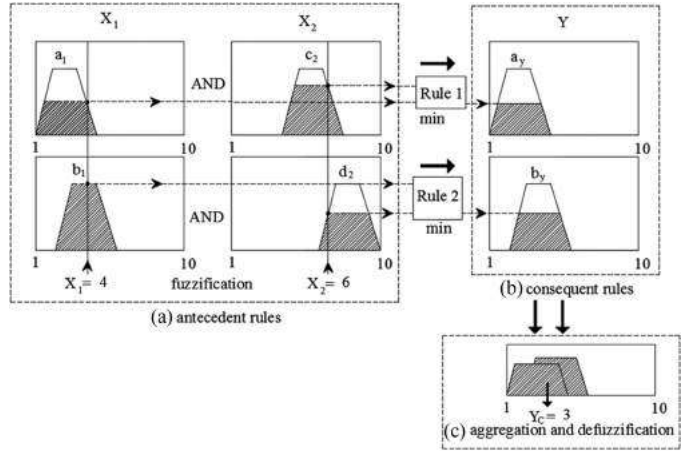 X1 X2 Y
a1 c2 ay
AND Rule 1
min
1 10 1 10 1 10
b1 d2 by
AND Rule 2
min
1 10 1 10 1 10
X1= 4 fuzzification X2= 6
(a) antecedent rules
(b) consequent rules
1 10
YC= 3
(c) aggregation and defuzzification